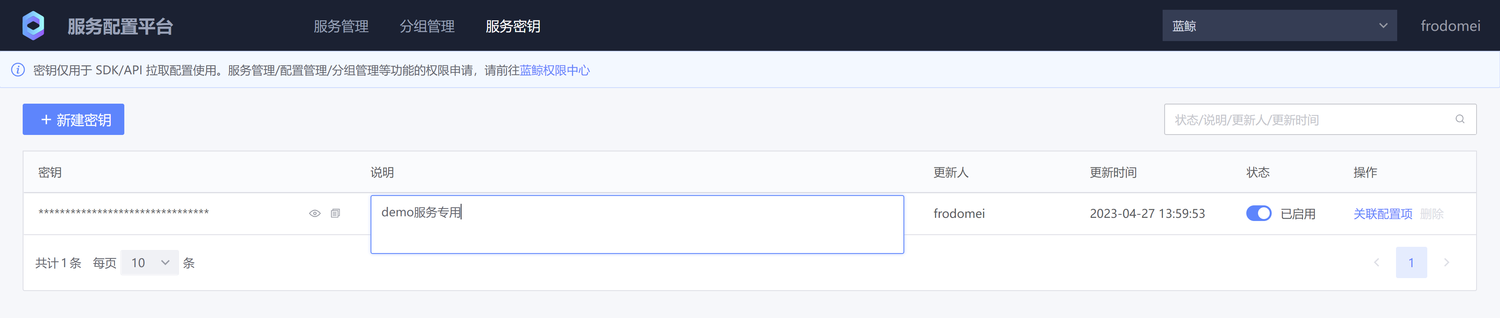 服务配置平台 服务管理 分组管理 服务密钥 蓝鲸 frodomei
密钥仅用于 SDK/API 拉取配置使用。服务管理/配置管理/分组管理等功能的权限申请，请前往蓝鲸权限中心
+ 新建密钥 状态/说明/更新人/更新时间
密钥 说明 更新人 更新时间 状态 操作
******************************** demo服务专用 frodomei 2023-04-27 13:59:53 已启用 关联配置项 删除
共计 1 条 每页 10 条 1